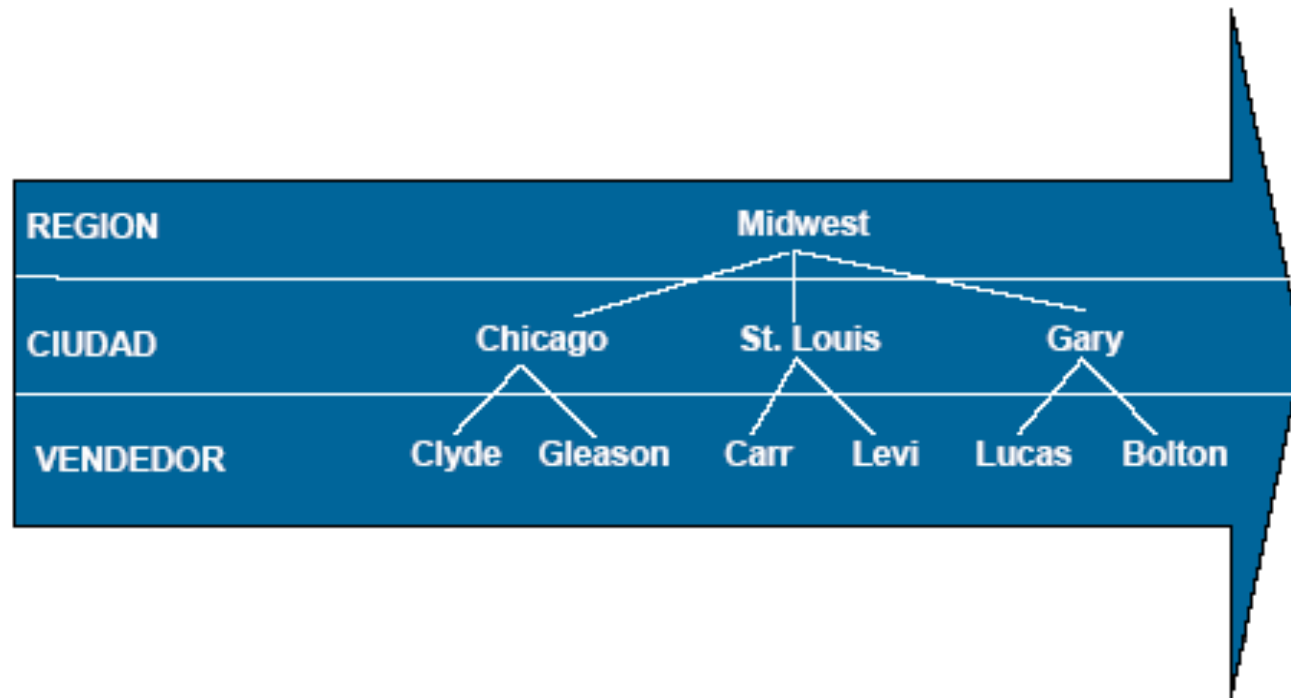 REGION Midwest
CIUDAD Chicago St. Louis Gary
VENDEDOR Clyde Gleason Carr Levi Lucas Bolton